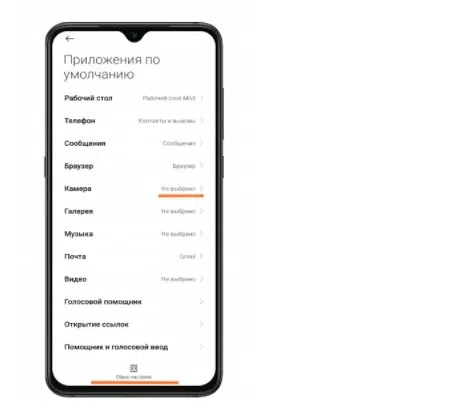 Приложения по
умолчанию
Рабочий стол Рабочий стол MIUI
Телефон Контакты и вызовы
Сообщения Сообщения
Браузер Браузер
Камера Не выбрано
Галерея Не выбрано
Музыка Не выбрано
Почта Gmail
Видео Не выбрано
Голосовой помощник
Открытие ссылок
Помощник и голосовой ввод
Сброс настроек